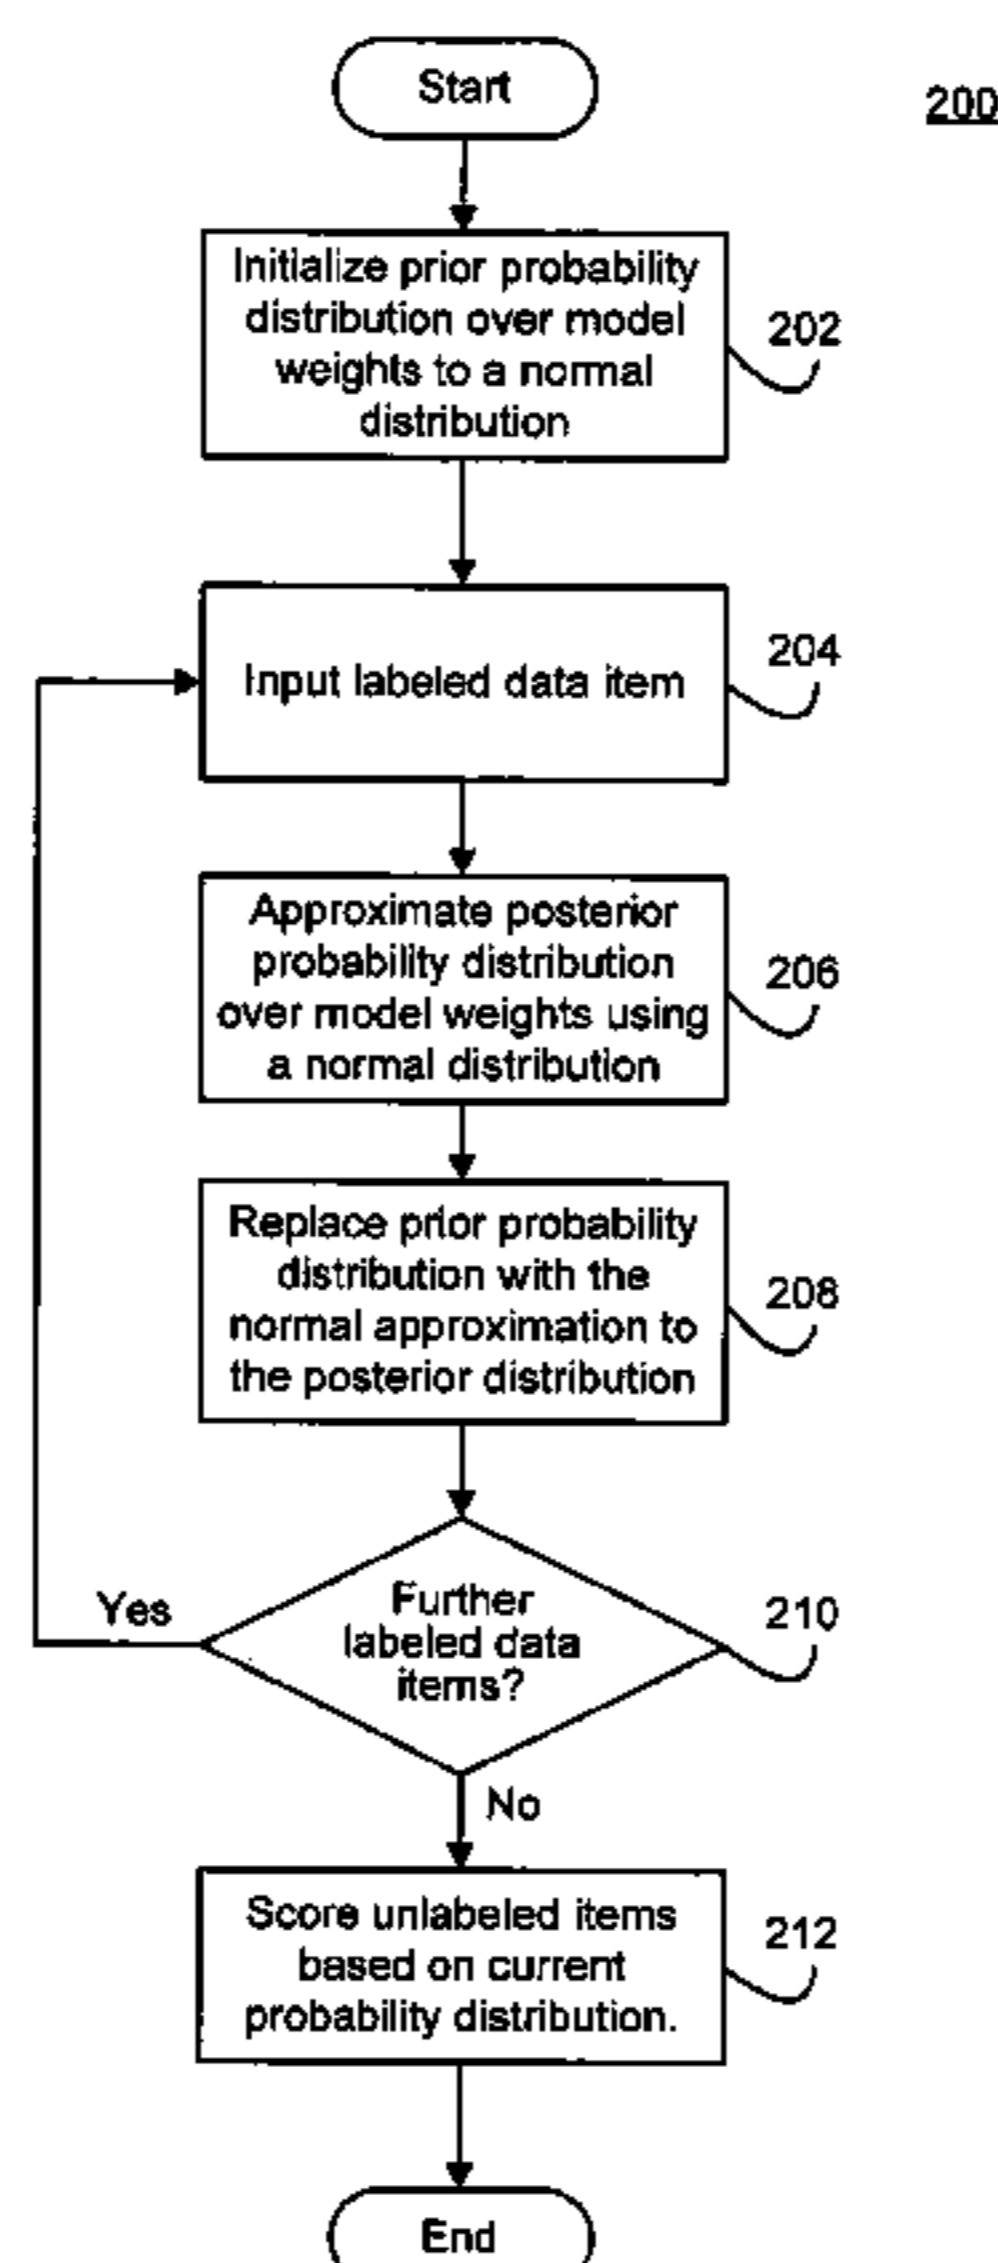 Start
200
Initialize prior probability
distribution over model
weights to a normal
distribution
202
Input labeled data item
204
Approximate posterior
probability distribution
over model weights using
a normal distribution
206
Replace prior probability
distribution with the
normal approximation to
the posterior distribution
208
Further
labeled data
items?
210
Yes
No
Score unlabeled items
based on current
probability distribution.
212
End